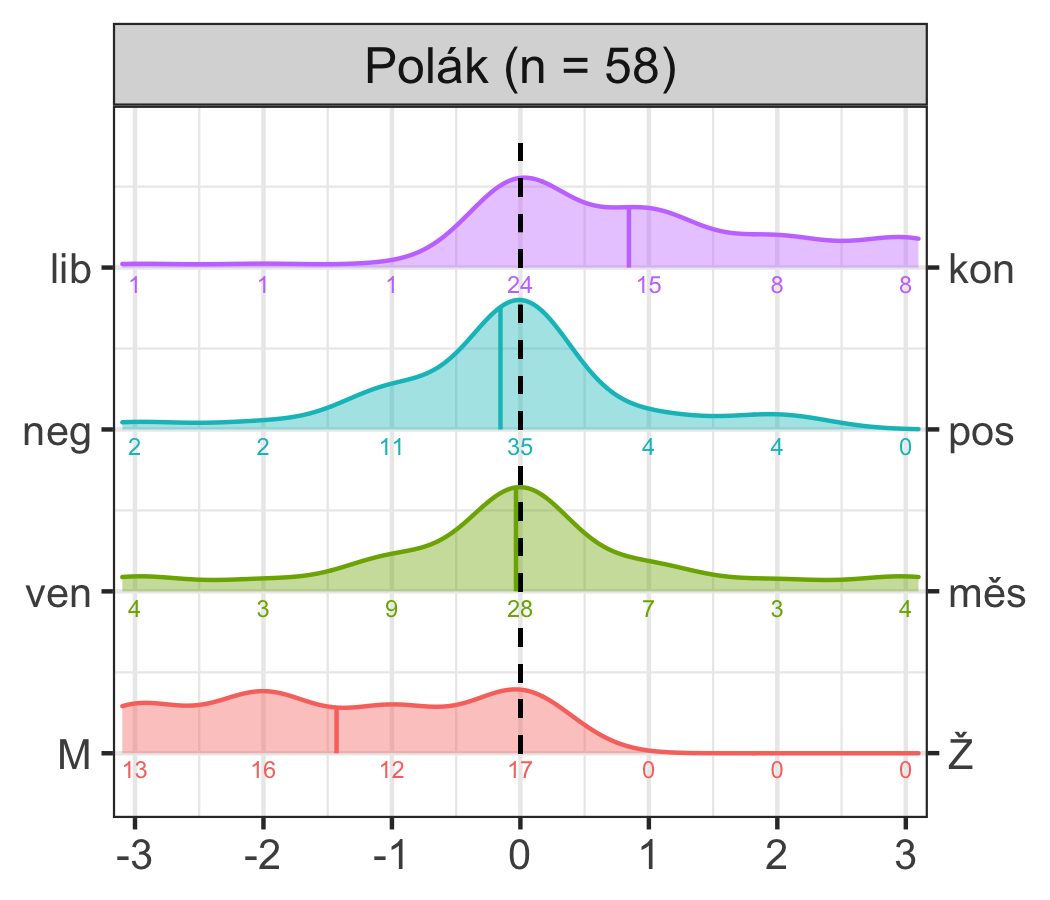 Polák (n = 58)
lib kon
1 1 1 24 15 8 8
neg pos
2 2 11 35 4 4 0
ven měs
4 3 9 28 7 3 4
M Ž
13 16 12 17 0 0 0
-3 -2 -1 0 1 2 3